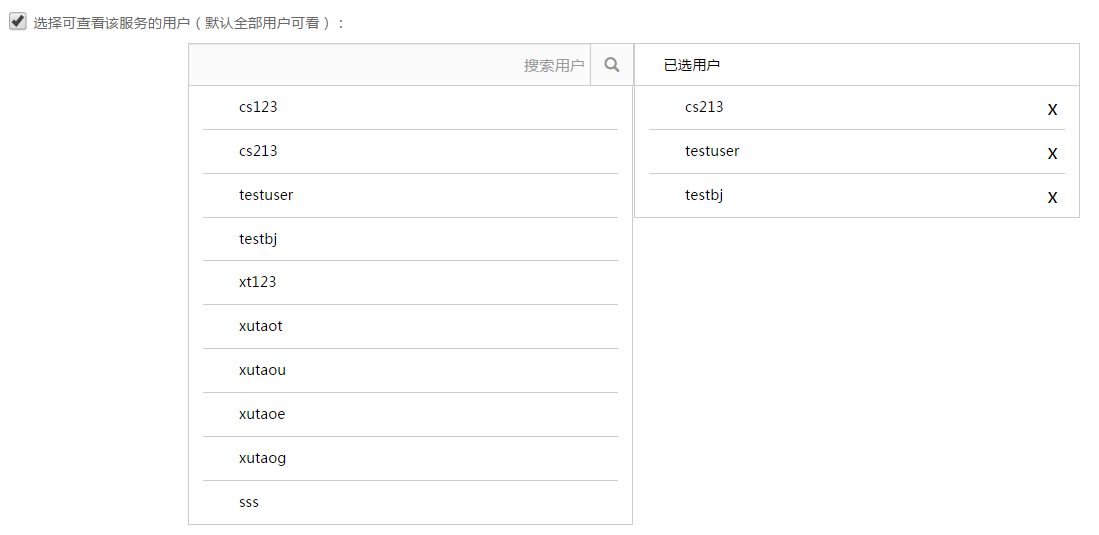 选择可查看该服务的用户（默认全部用户可看）：
搜索用户
cs123
cs213
testuser
testbj
xt123
xutaot
xutaou
xutaoe
xutaog
sss
已选用户
cs213 x
testuser x
testbj x